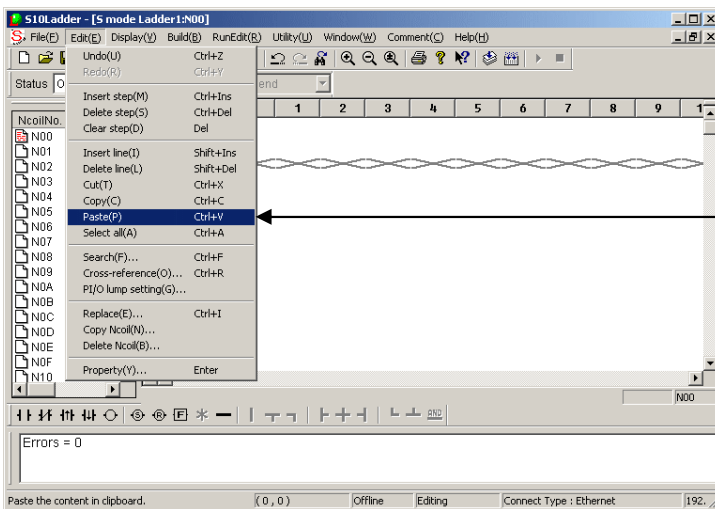 S10Ladder - [S mode Ladder1:N00]
File(F) Edit(E) Display(V) Build(B) RunEdit(R) Utility(U) Window(W) Comment(C) Help(H)
Undo(U) Ctrl+Z
Redo(R) Ctrl+Y
Status end
Insert step(M) Ctrl+Ins
Delete step(S) Ctrl+Del
Clear step(D) Del
Insert line(I) Shift+Ins
Delete line(L) Shift+Del
Cut(T) Ctrl+X
Copy(C) Ctrl+C
Paste(P) Ctrl+V
Select all(A) Ctrl+A
Search(F)... Ctrl+F
Cross-reference(O)... Ctrl+R
PI/O lump setting(G)...
Replace(E)... Ctrl+I
Copy Ncoil(N)...
Delete Ncoil(B)...
Property(Y)... Enter
1 2 3 4 5 6 7 8 9
NcoilNo.
N00
N01
N02
N03
N04
N05
N06
N07
N08
N09
N0A
N0B
N0C
N0D
N0E
N0F
N10
N00
S R F AND
Errors = 0
Paste the content in clipboard. ( 0 , 0 ) Offline Editing Connect Type : Ethernet 192.